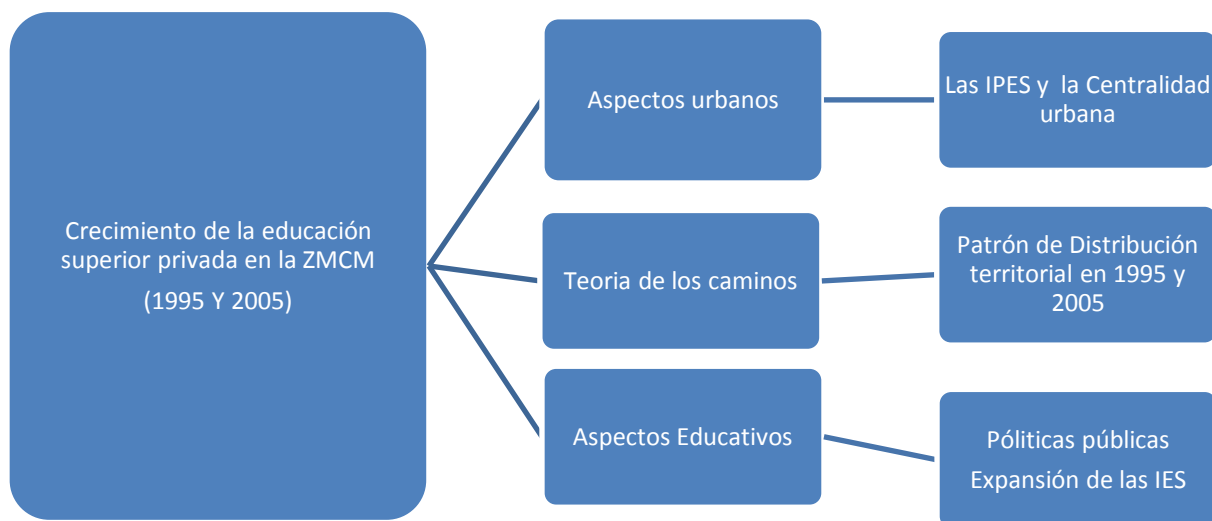 Crecimiento de la educación
superior privada en la ZMCM
(1995 Y 2005)
Aspectos urbanos
Las IPES y la Centralidad
urbana
Teoria de los caminos
Patrón de Distribución
territorial en 1995 y
2005
Aspectos Educativos
Póliticas públicas
Expansión de las IES